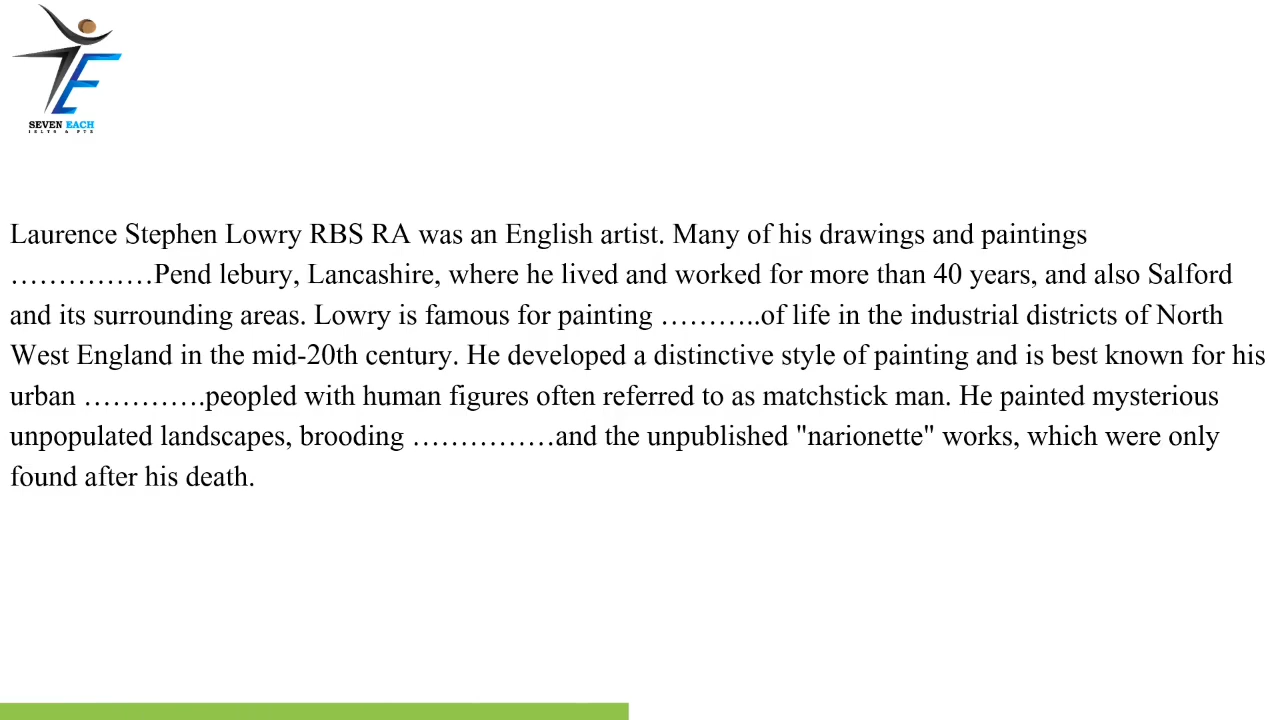 SEVEN EACH
IELTS & PTE
Laurence Stephen Lowry RBS RA was an English artist. Many of his drawings and paintings
……………Pend lebury, Lancashire, where he lived and worked for more than 40 years, and also Salford
and its surrounding areas. Lowry is famous for painting ………..of life in the industrial districts of North
West England in the mid-20th century. He developed a distinctive style of painting and is best known for his
urban ………….peopled with human figures often referred to as matchstick man. He painted mysterious
unpopulated landscapes, brooding ……………and the unpublished "narionette" works, which were only
found after his death.